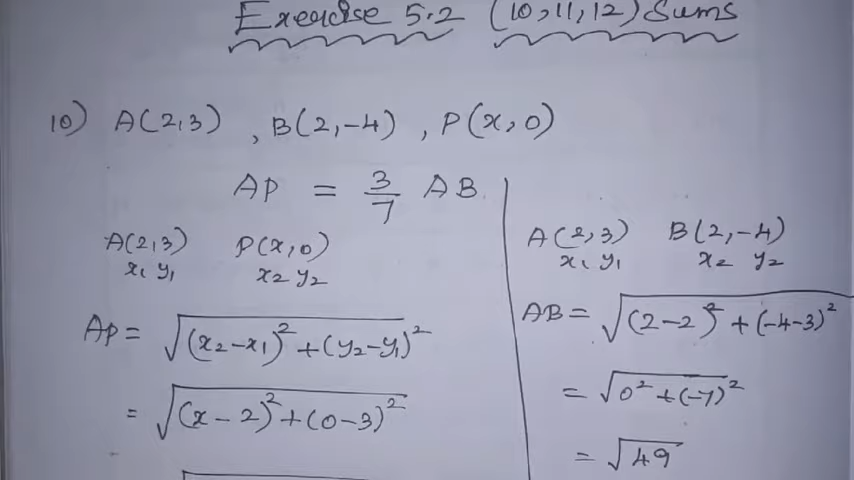 Exercise 5.2 (10,11,12) Sums
10) A(2,3) , B(2,-4) , P(x,0)
AP = 3/7 AB
A(2,3) P(x,0)
x₁ y₁ x₂ y₂
AP = √(x₂-x₁)²+(y₂-y₁)²
= √(x-2)²+(0-3)²
A(2,3) B(2,-4)
x₁ y₁ x₂ y₂
AB = √(2-2)²+(-4-3)²
= √0²+(-7)²
= √49